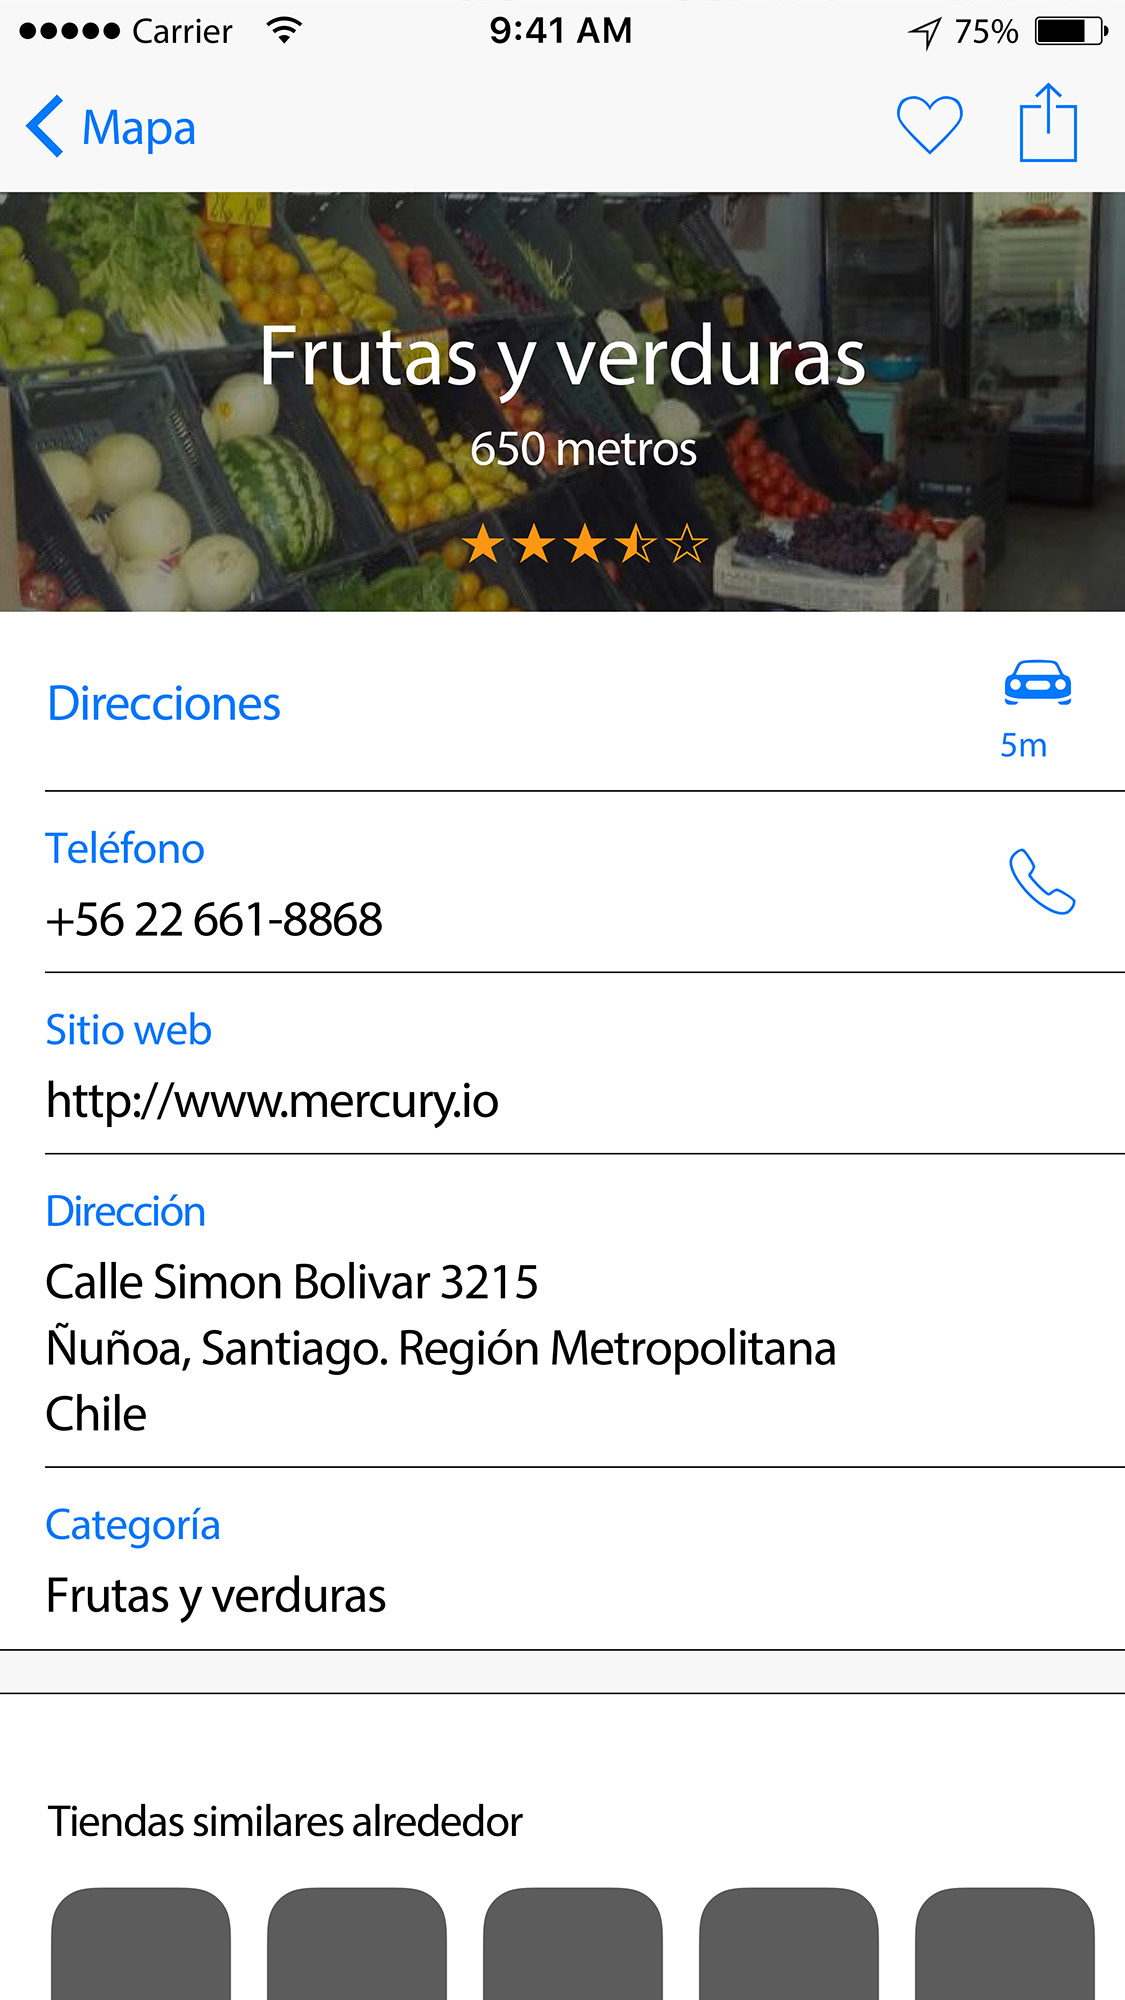 Carrier 9:41 AM 75%
Mapa
Frutas y verduras
650 metros
Direcciones
5m
Teléfono
+56 22 661-8868
Sitio web
http://www.mercury.io
Dirección
Calle Simon Bolivar 3215
Ñuñoa, Santiago. Región Metropolitana
Chile
Categoría
Frutas y verduras
Tiendas similares alrededor